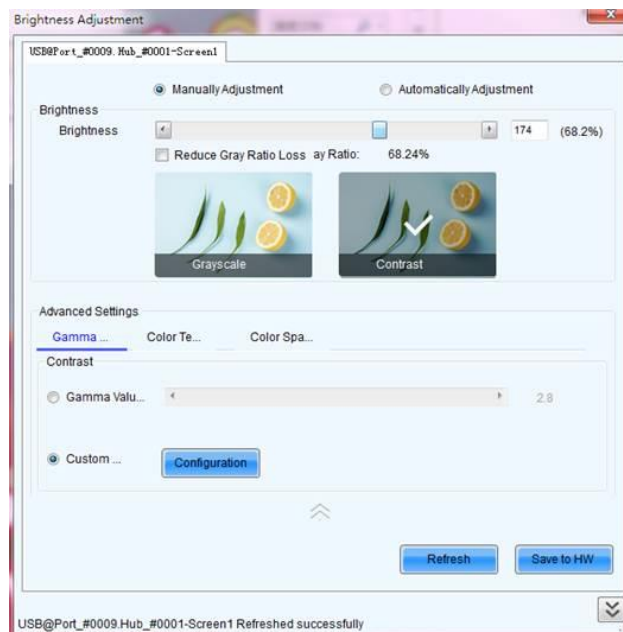 Brightness Adjustment
USB@Port_#0009.Hub_#0001-Screen1
Manually Adjustment Automatically Adjustment
Brightness
Brightness 174 (68.2%)
Reduce Gray Ratio Loss ay Ratio: 68.24%
Grayscale Contrast
Advanced Settings
Gamma ... Color Te... Color Spa...
Contrast
Gamma Valu... 2.8
Custom ... Configuration
Refresh Save to HW
USB@Port_#0009.Hub_#0001-Screen1 Refreshed successfully